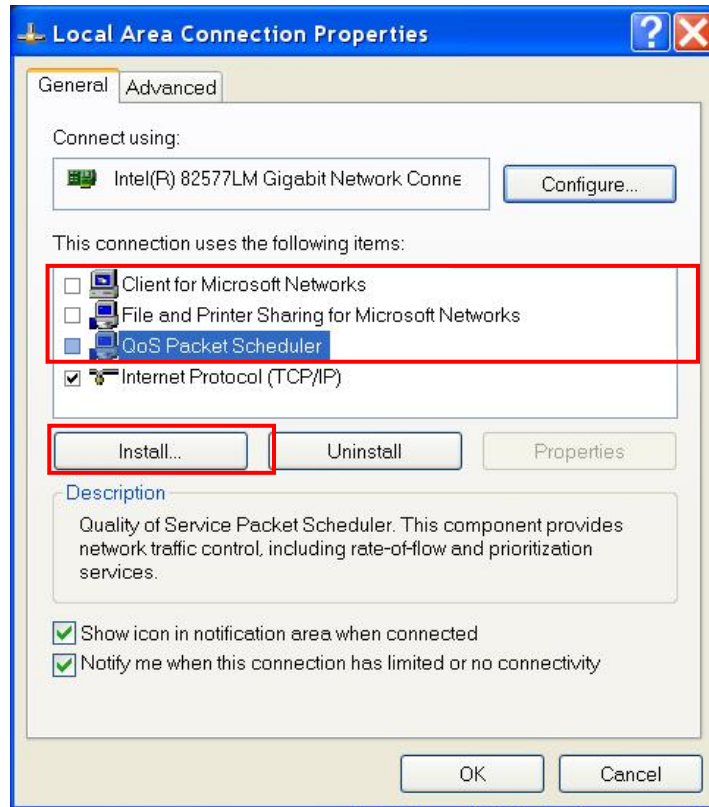 Local Area Connection Properties
General Advanced
Connect using:
Intel(R) 82577LM Gigabit Network Conne
Configure...
This connection uses the following items:
Client for Microsoft Networks
File and Printer Sharing for Microsoft Networks
QoS Packet Scheduler
Internet Protocol (TCP/IP)
Install... Uninstall Properties
Description
Quality of Service Packet Scheduler. This component provides
network traffic control, including rate-of-flow and prioritization
services.
Show icon in notification area when connected
Notify me when this connection has limited or no connectivity
OK Cancel